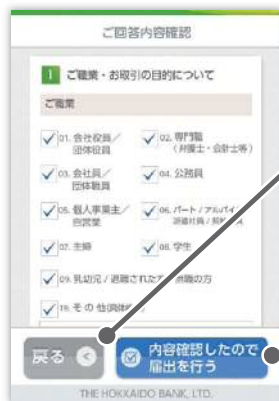 ご回答内容確認
1 ご職業・お取引の目的について
ご職業
01. 会社役員／
団体役員
02. 専門職
（弁護士・会計士等）
03. 会社員／
団体職員
04. 公務員
05. 個人事業主／
自営業
06. パート／アルバイト
派遣社員／
07. 主婦
08. 学生
09. 乳幼児／退職された方
の方
19. その他
戻る
内容確認したので
届出を行う
THE HOKKAIDO BANK, LTD.